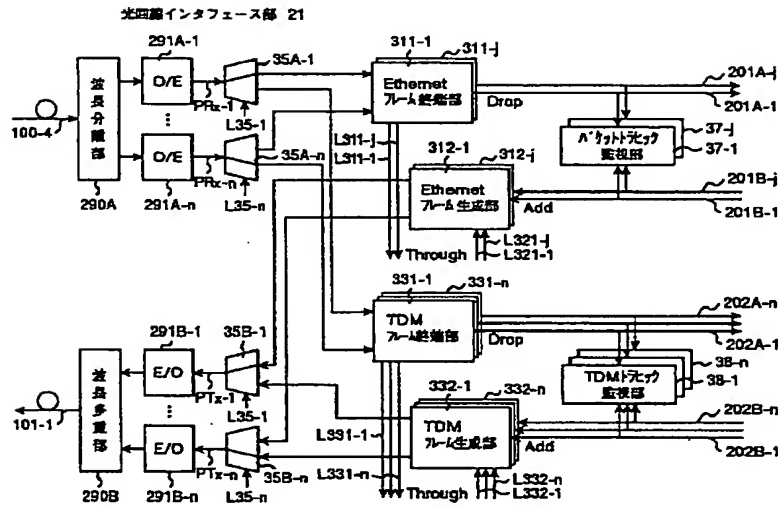 光回線インタフェース部 21
291A-1
35A-1
311-1
311-j
201A-j
波長分離部
O/E
PRx-1
Ethernet
フレーム終端部
Drop
201A-1
L35-1
L311-j
L311-1
37-j
100-4
O/E
PRx-n
35A-n
312-1
312-j
パケットトラヒック
監視部
37-1
290A
291A-n
L35-n
Ethernet
フレーム生成部
Add
201B-j
201B-1
L321-j
L321-1
Through
331-1
331-n
291B-1
35B-1
TDM
フレーム終端部
Drop
202A-n
202A-1
波長多重部
E/O
PTx-1
L35-1
38-n
TDMトラヒック
監視部
38-1
101-1
332-1
332-n
L331-1
TDM
フレーム生成部
Add
202B-n
202B-1
E/O
PTx-n
35B-n
L331-n
290B
291B-n
L35-n
Through
L332-n
L332-1